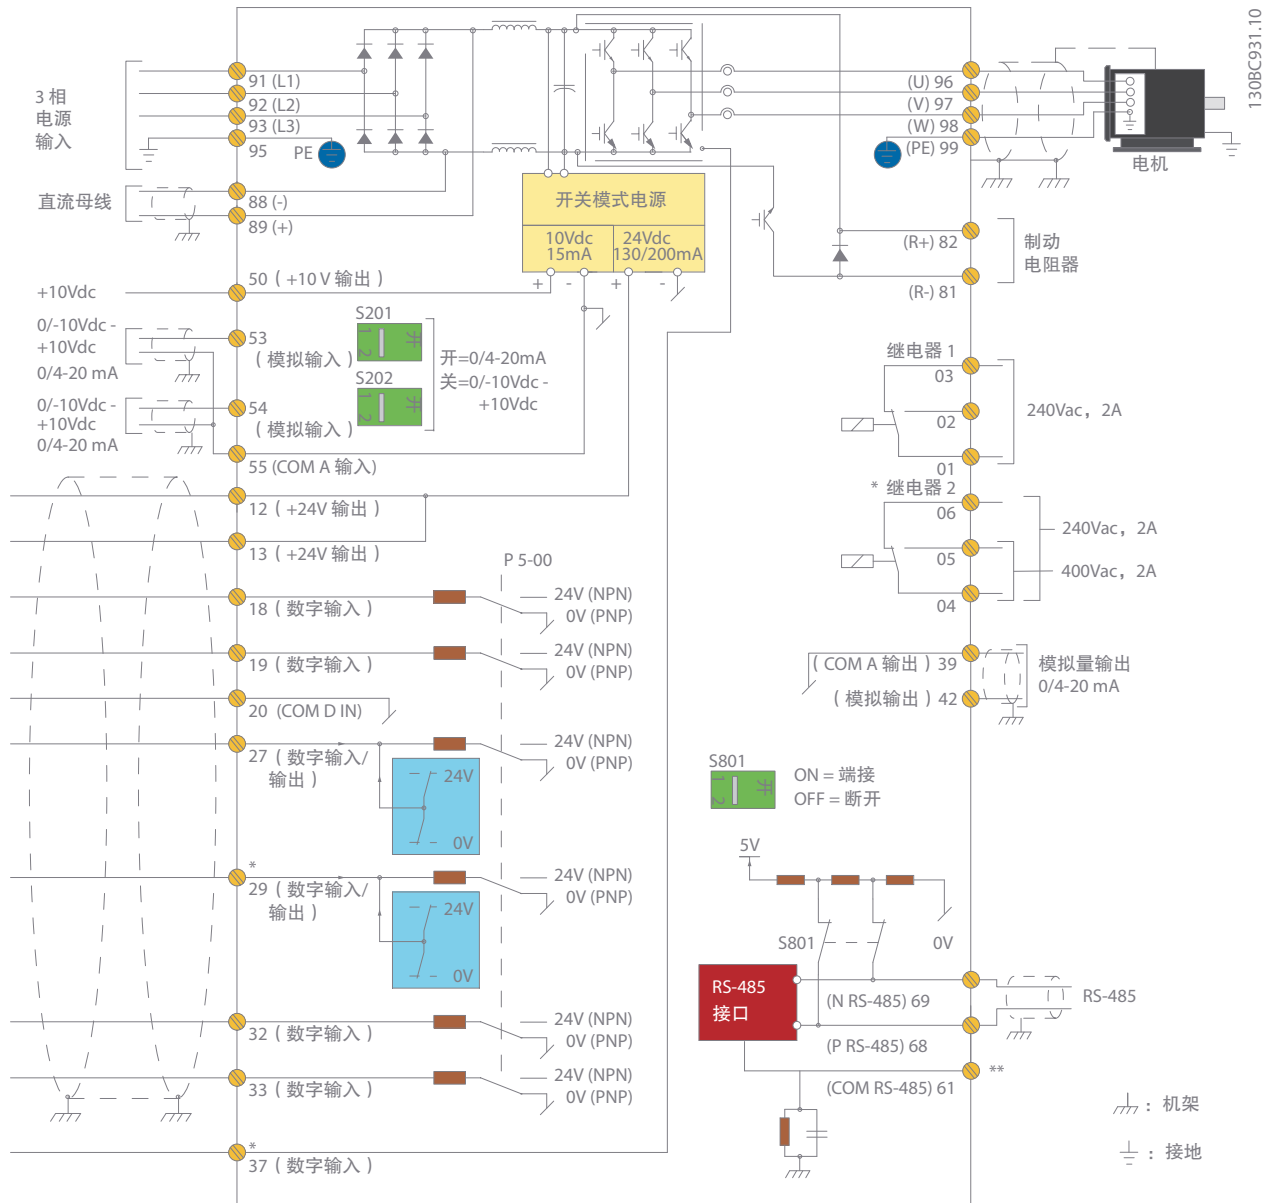 130BC931.10
3 相
电源
输入
91 (L1)
92 (L2)
93 (L3)
95
PE
直流母线
88 (-)
89 (+)
开关模式电源
10Vdc
15mA
24Vdc
130/200mA
+ - + -
(U) 96
(V) 97
(W) 98
(PE) 99
电机
(R+) 82
(R-) 81
制动
电阻器
+10Vdc
50 (+10 V 输出)
0/-10Vdc -
+10Vdc
0/4-20 mA
53
(模拟输入)
0/-10Vdc -
+10Vdc
0/4-20 mA
54
(模拟输入)
55 (COM A 输入)
S201
1
2
开
S202
1
2
开
开=0/4-20mA
关=0/-10Vdc -
+10Vdc
继电器 1
03
02
01
240Vac, 2A
* 继电器 2
06
05
04
240Vac, 2A
400Vac, 2A
12 (+24V 输出)
13 (+24V 输出)
P 5-00
18 (数字输入)
24V (NPN)
0V (PNP)
19 (数字输入)
24V (NPN)
0V (PNP)
20 (COM D IN)
27 (数字输入/
输出)
24V
0V
24V (NPN)
0V (PNP)
*
29 (数字输入/
输出)
24V
0V
24V (NPN)
0V (PNP)
32 (数字输入)
24V (NPN)
0V (PNP)
33 (数字输入)
24V (NPN)
0V (PNP)
*
37 (数字输入)
(COM A 输出) 39
(模拟输出) 42
模拟量输出
0/4-20 mA
S801
1
2
开
ON = 端接
OFF = 断开
5V
S801
0V
RS-485
接口
(N RS-485) 69
(P RS-485) 68
(COM RS-485) 61
RS-485
**
: 机架
: 接地